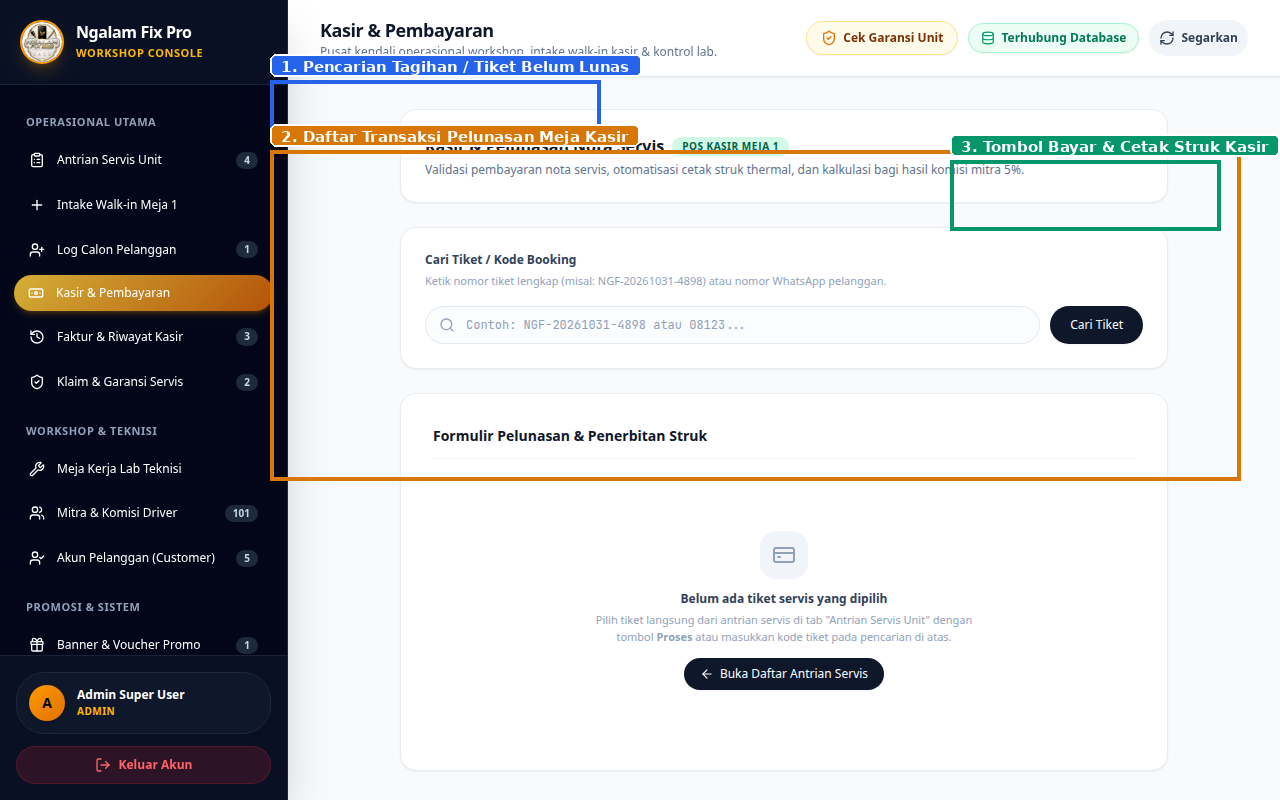 Ngalam Fix Pro
WORKSHOP CONSOLE
OPERASIONAL UTAMA
Antrian Servis Unit 4
Intake Walk-in Meja 1
Log Calon Pelanggan 1
Kasir & Pembayaran
Faktur & Riwayat Kasir 3
Klaim & Garansi Servis 2
WORKSHOP & TEKNISI
Meja Kerja Lab Teknisi
Mitra & Komisi Driver 101
Akun Pelanggan (Customer) 5
PROMOSI & SISTEM
Banner & Voucher Promo 1
A
Admin Super User
ADMIN
Keluar Akun
Kasir & Pembayaran
Pusat kendali operasional workshop, intake walk-in kasir & kontrol lab.
Cek Garansi Unit
Terhubung Database
Segarkan
1. Pencarian Tagihan / Tiket Belum Lunas
2. Daftar Transaksi Pelunasan Meja Kasir
3. Tombol Bayar & Cetak Struk Kasir
Kasir & Pelunasan Nota Servis POS KASIR MEJA 1
Validasi pembayaran nota servis, otomatisasi cetak struk thermal, dan kalkulasi bagi hasil komisi mitra 5%.
Cari Tiket / Kode Booking
Ketik nomor tiket lengkap (misal: NGF-20261031-4898) atau nomor WhatsApp pelanggan.
Contoh: NGF-20261031-4898 atau 08123...
Cari Tiket
Formulir Pelunasan & Penerbitan Struk
Belum ada tiket servis yang dipilih
Pilih tiket langsung dari antrian servis di tab "Antrian Servis Unit" dengan
tombol Proses atau masukkan kode tiket pada pencarian di atas.
Buka Daftar Antrian Servis